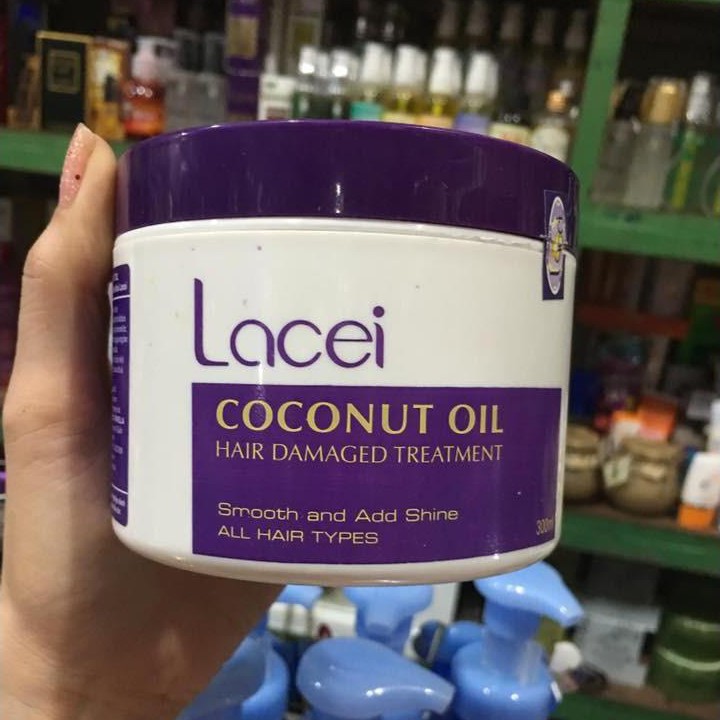 Lacei
COCONUT OIL
HAIR DAMAGED TREATMENT
Smooth and Add Shine
ALL HAIR TYPES
300ml